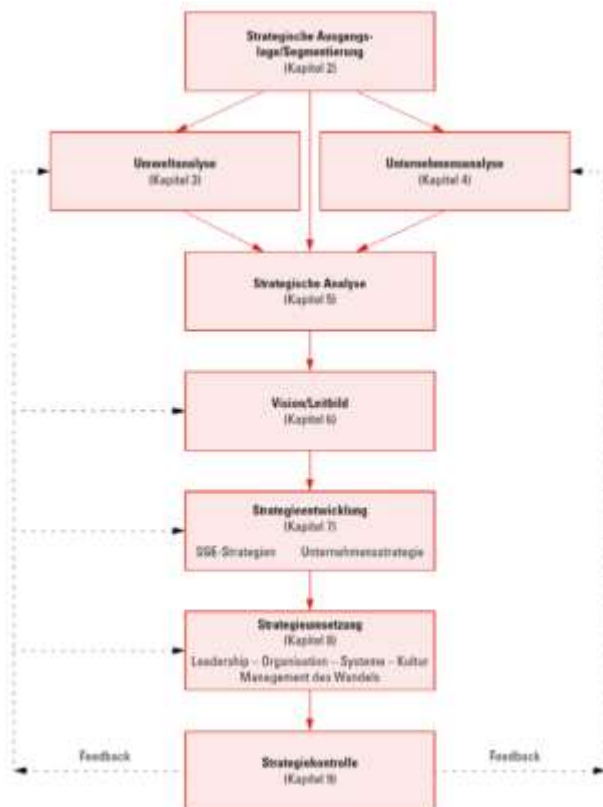 Strategische Ausgangs-
lage/Segmentierung
(Kapitel 2)
Umweltanalyse
(Kapitel 3)
Unternehmensanalyse
(Kapitel 4)
Strategische Analyse
(Kapitel 5)
Vision/Leitbild
(Kapitel 6)
Strategieentwicklung
(Kapitel 7)
SGE-Strategien Unternehmensstrategie
Strategieumsetzung
(Kapitel 8)
Leadership – Organisation – Systeme – Kultur
Management des Wandels
Feedback
Strategiekontrolle
(Kapitel 9)
Feedback